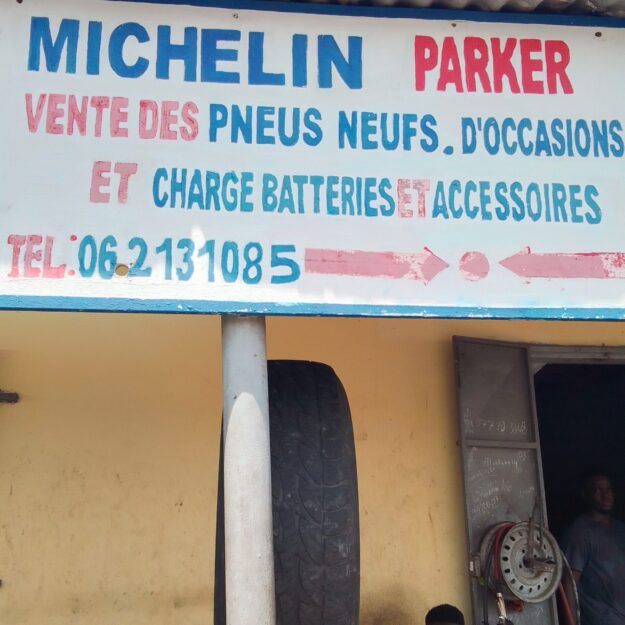 MICHELIN PARKER
VENTE DES PNEUS NEUFS. D'OCCASIONS
ET CHARGE BATTERIES ET ACCESSOIRES
TEL: 06 2131085